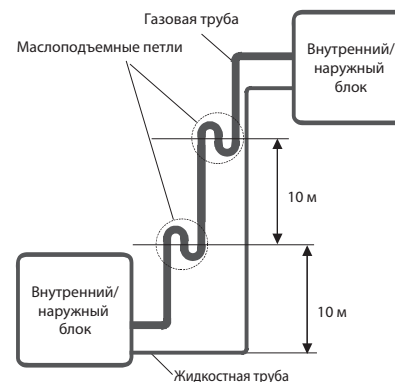 Газовая труба
Маслоподъемные петли
Внутренний/
наружный
блок
10 м
Внутренний/
наружный
блок
10 м
Жидкостная труба